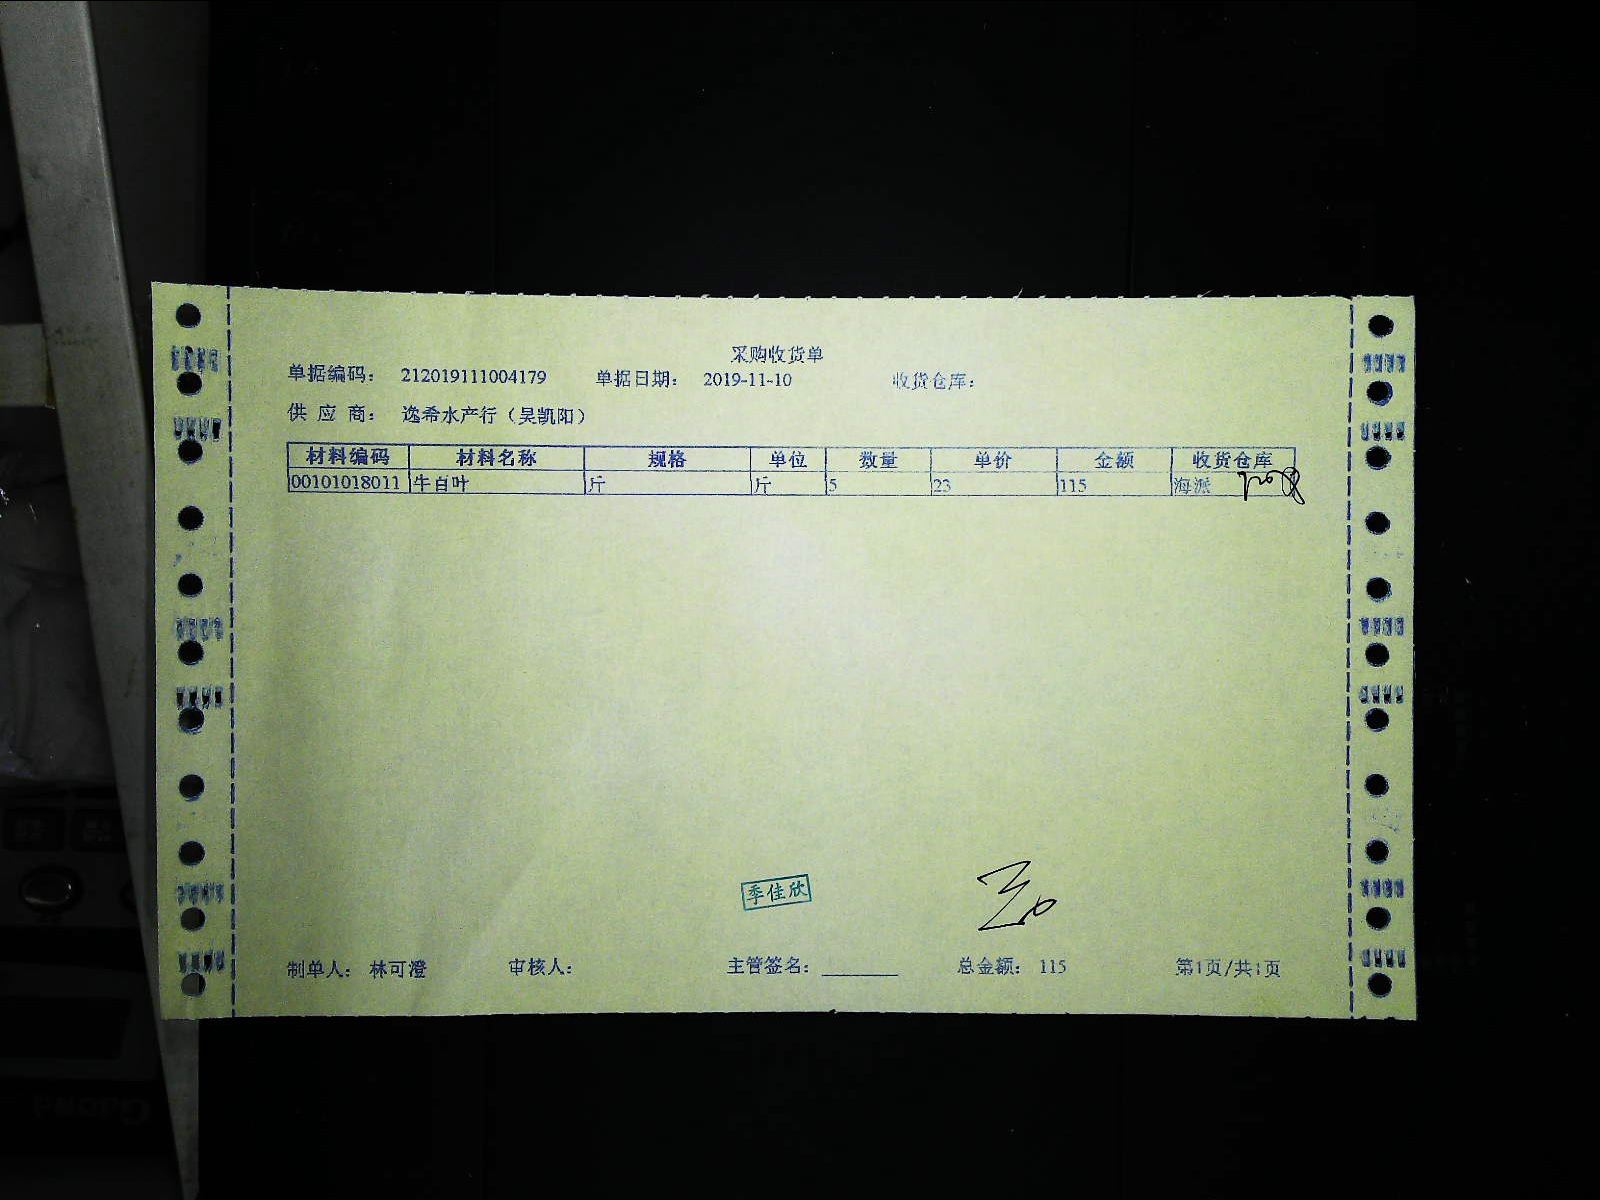 采购收货单
单据编码: 212019111004179 单据日期: 2019-11-10 收货仓库:
供 应 商: 逸希水产行（吴凯阳）
材料编码 材料名称 规格 单位 数量 单价 金额 收货仓库
00101018011 牛百叶 斤 斤 5 23 115 海派
季佳欣
制单人: 林可澄 审核人: 主管签名: ________ 总金额: 115 第1页/共1页